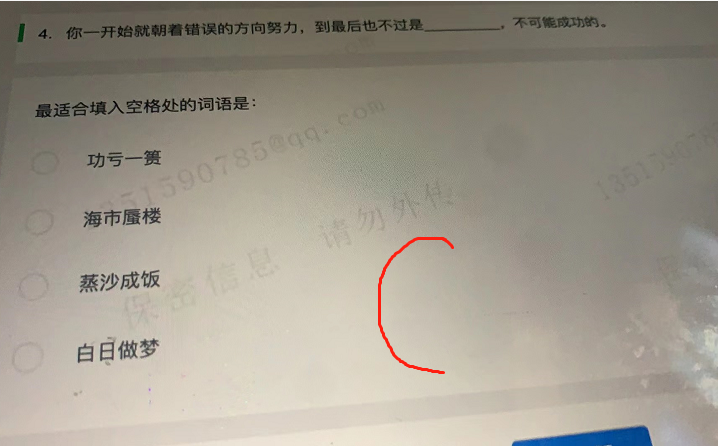 4. 你一开始就朝着错误的方向努力，到最后也不过是________，不可能成功的。
最适合填入空格处的词语是：
功亏一篑
海市蜃楼
蒸沙成饭
白日做梦
1351590785@qq.com
保密信息 请勿外传